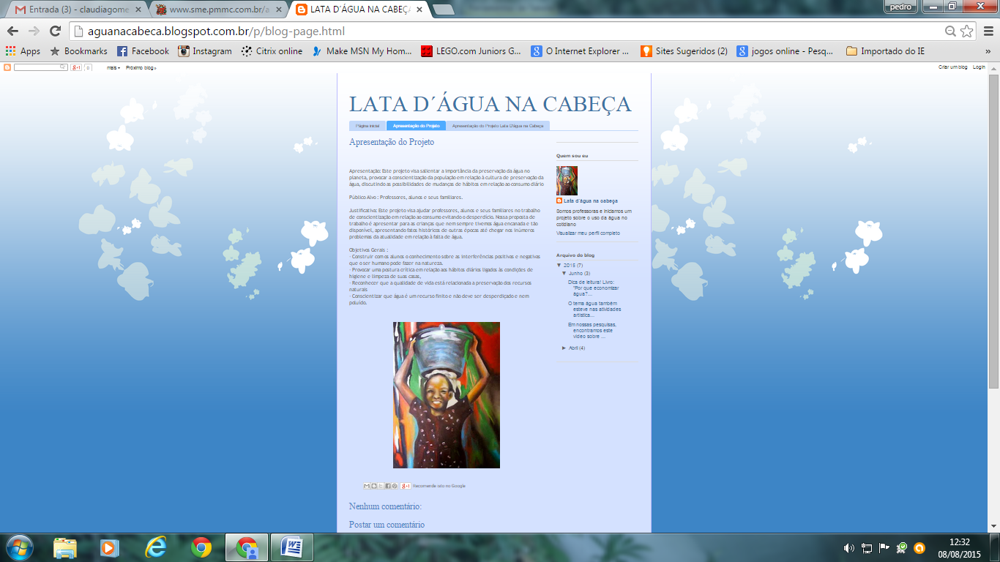 Entrada (3) - claudiagome
www.sme.pmmc.com.br/a
LATA D´ÁGUA NA CABEÇA
pedro
aguanacabeca.blogspot.com.br/p/blog-page.html
Apps Bookmarks Facebook Instagram Citrix online Make MSN My Hom... LEGO.com Juniors G... O Internet Explorer ... Sites Sugeridos (2) jogos online - Pesq... Importado do IE »
g+1 0 mais Próximo blog» Criar um blog Login
LATA D´ÁGUA NA CABEÇA
Página inicial Apresentação do Projeto Apresentação do Projeto Lata D'água na Cabeça
Apresentação do Projeto
Apresentação: Este projeto visa salientar a importância da preservação da água no
planeta, provocar a conscientização da população em relação à cultura de preservação da
água, discutindo as possibilidades de mudanças de hábitos em relação ao consumo diário
Público Alvo : Professores, alunos e seus familiares.
Justificativa: Este projeto visa ajudar professores, alunos e seus familiares no trabalho
de conscientização em relação ao consumo evitando o desperdício. Nossa proposta de
trabalho é apresentar para as crianças que nem sempre tivemos água encanada e tão
disponível, apresentando fatos históricos de outras épocas até chegar nos inúmeros
problemas da atualidade em relação à falta de água.
Objetivos Gerais :
- Construir com os alunos o conhecimento sobre as interferências positivas e negativas
que o ser humano pode fazer na natureza.
- Provocar uma postura crítica em relação aos hábitos diários ligados às condições de
higiene e limpeza de suas casas,
- Reconhecer que a qualidade de vida está relacionada a preservação dos recursos
naturais
- Conscientizar que água é um recurso finito e não deve ser desperdiçado e nem
poluído.
g+1 Recomende isto no Google
Nenhum comentário:
Postar um comentário
Quem sou eu
Lata d'água na cabeça
Somos professoras e iniciamos um
projeto sobre o uso da água no
cotidiano
Visualizar meu perfil completo
Arquivo do blog
▼ 2015 (7)
▼ Junho (3)
Dica de leitura! Livro:
"Por que economizar
água?...
O tema água também
esteve nas atividades
artística...
Em nossas pesquisas,
encontramos este
vídeo sobre ...
► Abril (4)
12:32
08/08/2015